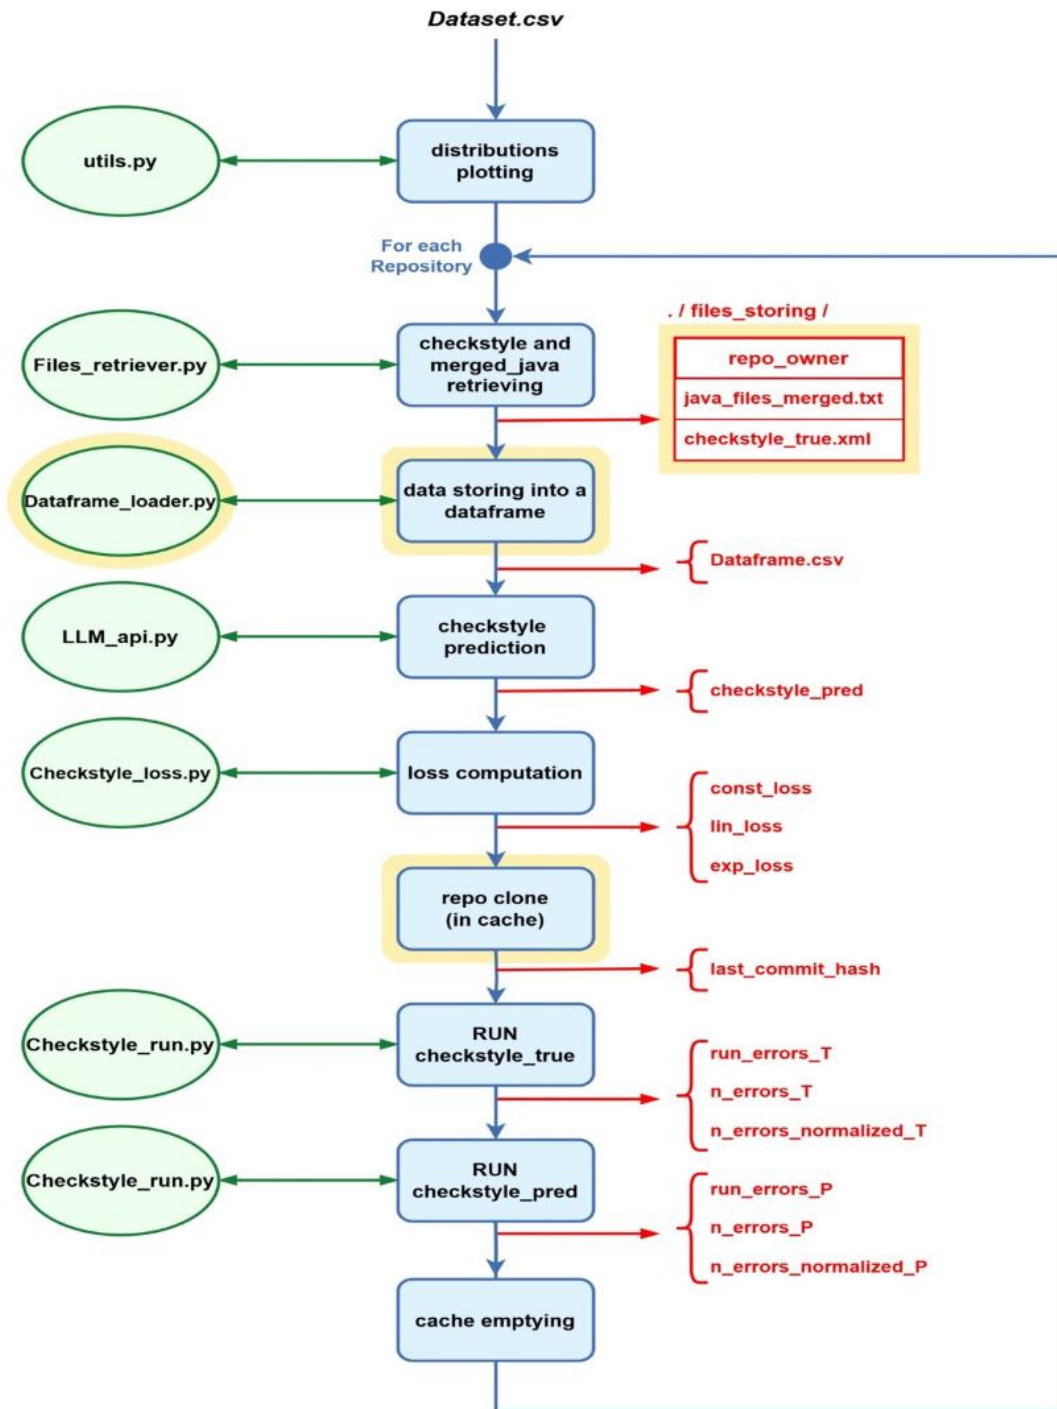 Dataset.csv
utils.py
distributions
plotting
For each
Repository
Files_retriever.py
checkstyle and
merged_java
retrieving
. / files_storing /
repo_owner
java_files_merged.txt
checkstyle_true.xml
Dataframe_loader.py
data storing into a
dataframe
Dataframe.csv
LLM_api.py
checkstyle
prediction
checkstyle_pred
Checkstyle_loss.py
loss computation
const_loss
lin_loss
exp_loss
repo clone
(in cache)
last_commit_hash
Checkstyle_run.py
RUN
checkstyle_true
run_errors_T
n_errors_T
n_errors_normalized_T
Checkstyle_run.py
RUN
checkstyle_pred
run_errors_P
n_errors_P
n_errors_normalized_P
cache emptying